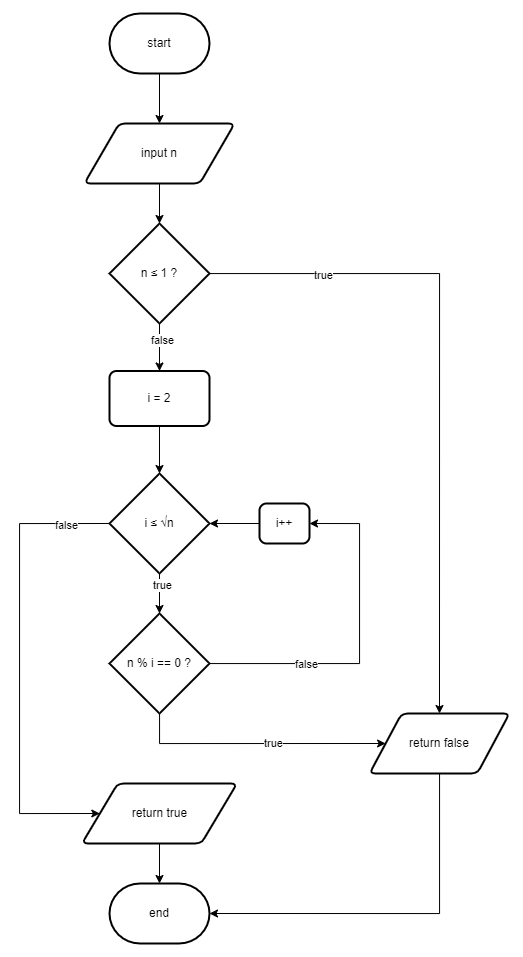 start
input n
n ≤ 1 ?
true
false
i = 2
i ≤ √n
i++
false
true
n % i == 0 ?
false
true
return false
return true
end